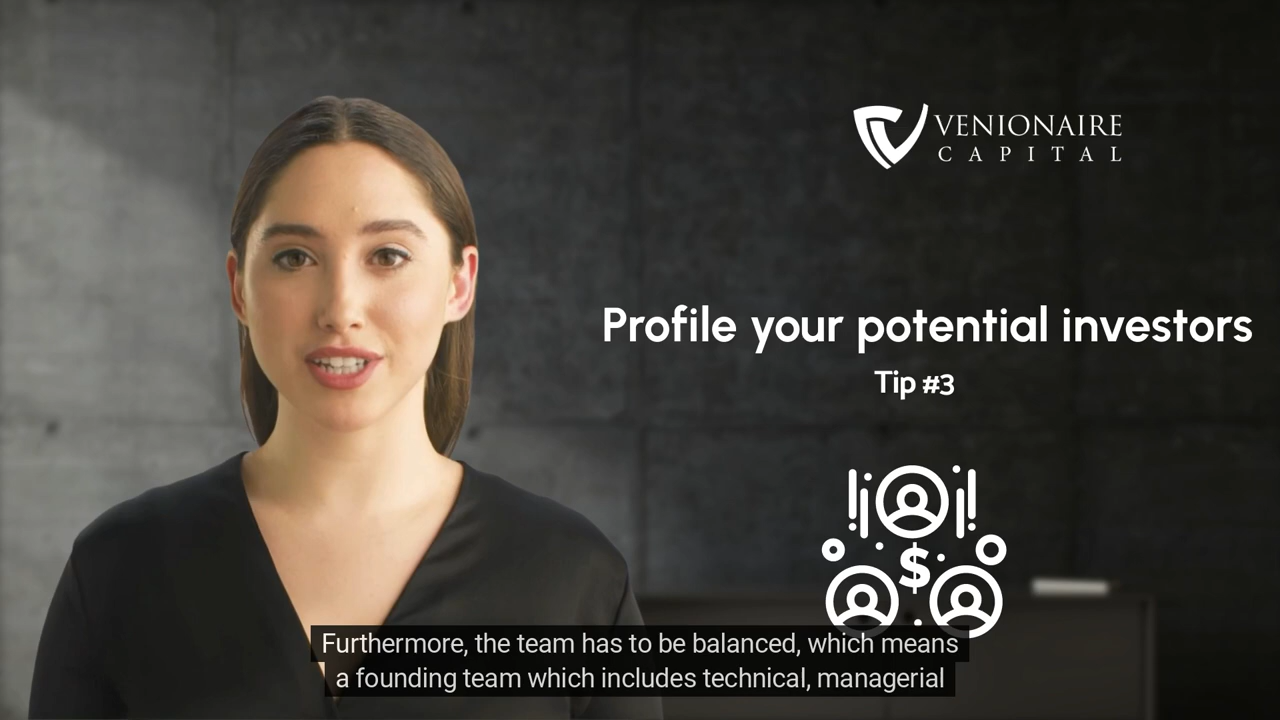 VENIONAIRE
CAPITAL
Profile your potential investors
Tip #3
$
Furthermore, the team has to be balanced, which means
a founding team which includes technical, managerial